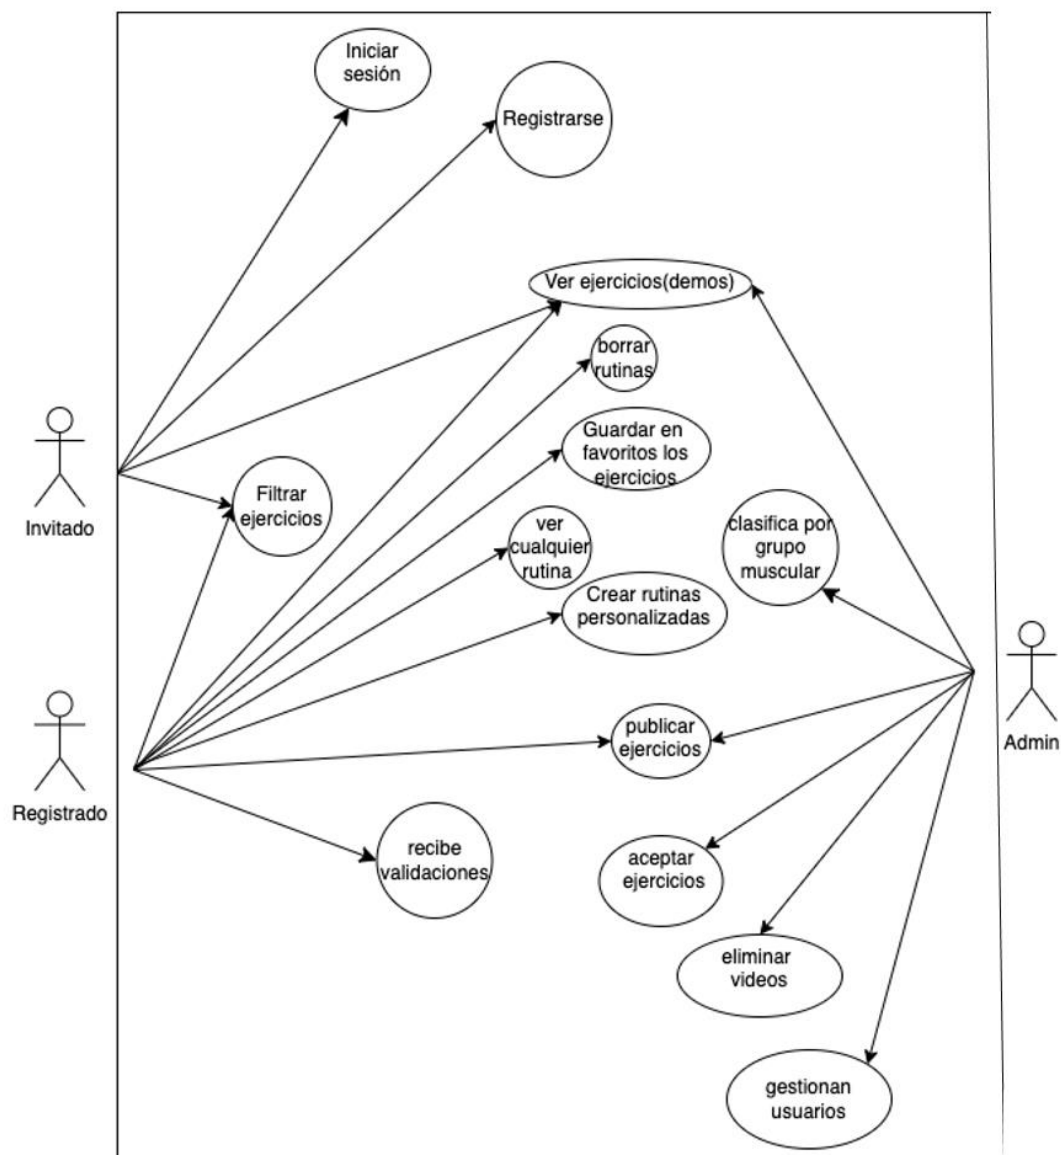 Iniciar
sesión
Registrarse
Ver ejercicios(demos)
borrar
rutinas
Guardar en
favoritos los
ejercicios
Filtrar
ejercicios
Invitado
ver
cualquier
rutina
clasifica por
grupo
muscular
Crear rutinas
personalizadas
publicar
ejercicios
Admin
Registrado
recibe
validaciones
aceptar
ejercicios
eliminar
videos
gestionan
usuarios